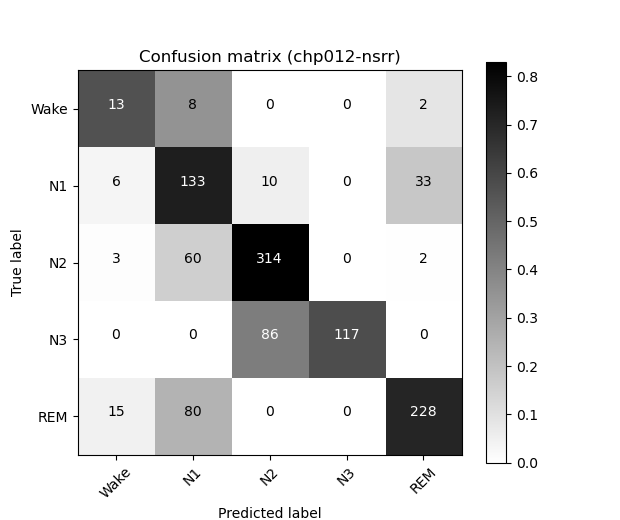 Confusion matrix (chp012-nsrr)
Wake 13 8 0 0 2
N1 6 133 10 0 33
N2 3 60 314 0 2
N3 0 0 86 117 0
REM 15 80 0 0 228
Wake N1 N2 N3 REM
True label
Predicted label
0.8
0.7
0.6
0.5
0.4
0.3
0.2
0.1
0.0